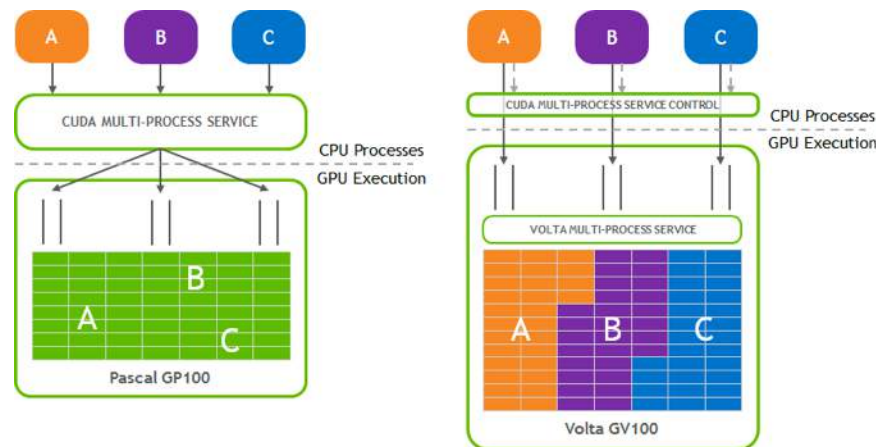 A B C
CUDA MULTI-PROCESS SERVICE
CPU Processes
GPU Execution
B
A
C
Pascal GP100
A B C
CUDA MULTI-PROCESS SERVICE CONTROL
CPU Processes
GPU Execution
VOLTA MULTI-PROCESS SERVICE
A B C
Volta GV100